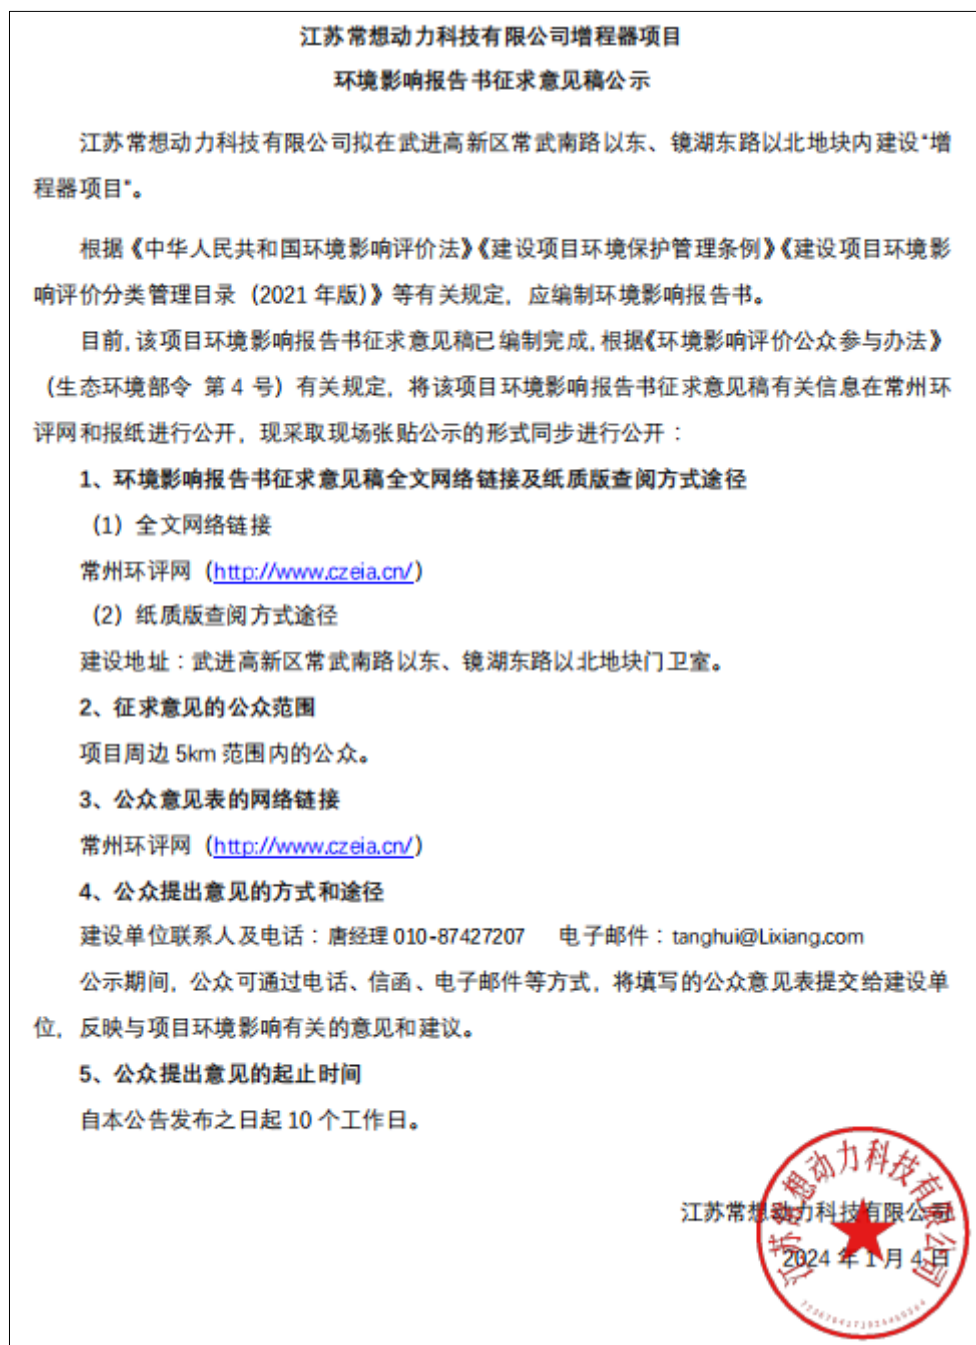 江苏常想动力科技有限公司增程器项目
环境影响报告书征求意见稿公示
江苏常想动力科技有限公司拟在武进高新区常武南路以东、镜湖东路以北地块内建设“增
程器项目”。
根据《中华人民共和国环境影响评价法》《建设项目环境保护管理条例》《建设项目环境影
响评价分类管理目录（2021 年版）》等有关规定，应编制环境影响报告书。
目前，该项目环境影响报告书征求意见稿已编制完成，根据《环境影响评价公众参与办法》
（生态环境部令 第 4 号）有关规定，将该项目环境影响报告书征求意见稿有关信息在常州环
评网和报纸进行公开，现采取现场张贴公示的形式同步进行公开：
1、环境影响报告书征求意见稿全文网络链接及纸质版查阅方式途径
（1）全文网络链接
常州环评网（http://www.czeia.cn/）
（2）纸质版查阅方式途径
建设地址：武进高新区常武南路以东、镜湖东路以北地块门卫室。
2、征求意见的公众范围
项目周边 5km 范围内的公众。
3、公众意见表的网络链接
常州环评网（http://www.czeia.cn/）
4、公众提出意见的方式和途径
建设单位联系人及电话：唐经理 010-87427207 电子邮件：tanghui@Lixiang.com
公示期间，公众可通过电话、信函、电子邮件等方式，将填写的公众意见表提交给建设单
位，反映与项目环境影响有关的意见和建议。
5、公众提出意见的起止时间
自本公告发布之日起 10 个工作日。
江苏常想动力科技有限公司
2024 年 1 月 4 日
江苏常想动力科技有限公司